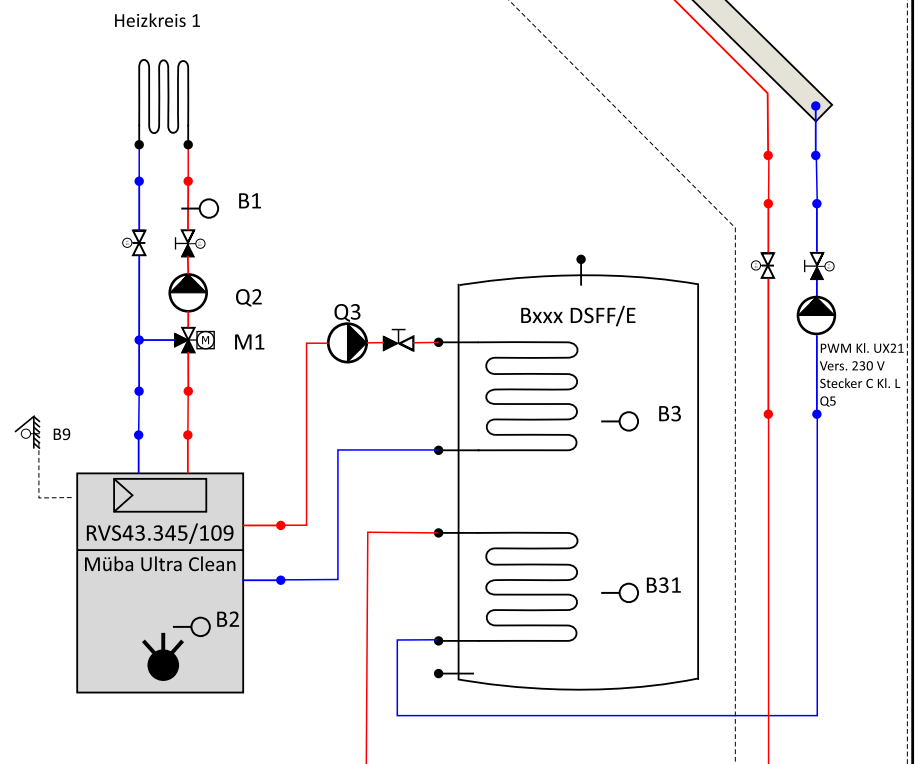 Heizkreis 1
B1
Q2
M1
M
Q3
Bxxx DSFF/E
PWM Kl. UX21
Vers. 230 V
Stecker C Kl. L
Q5
B3
B9
RVS43.345/109
Müba Ultra Clean
B31
B2